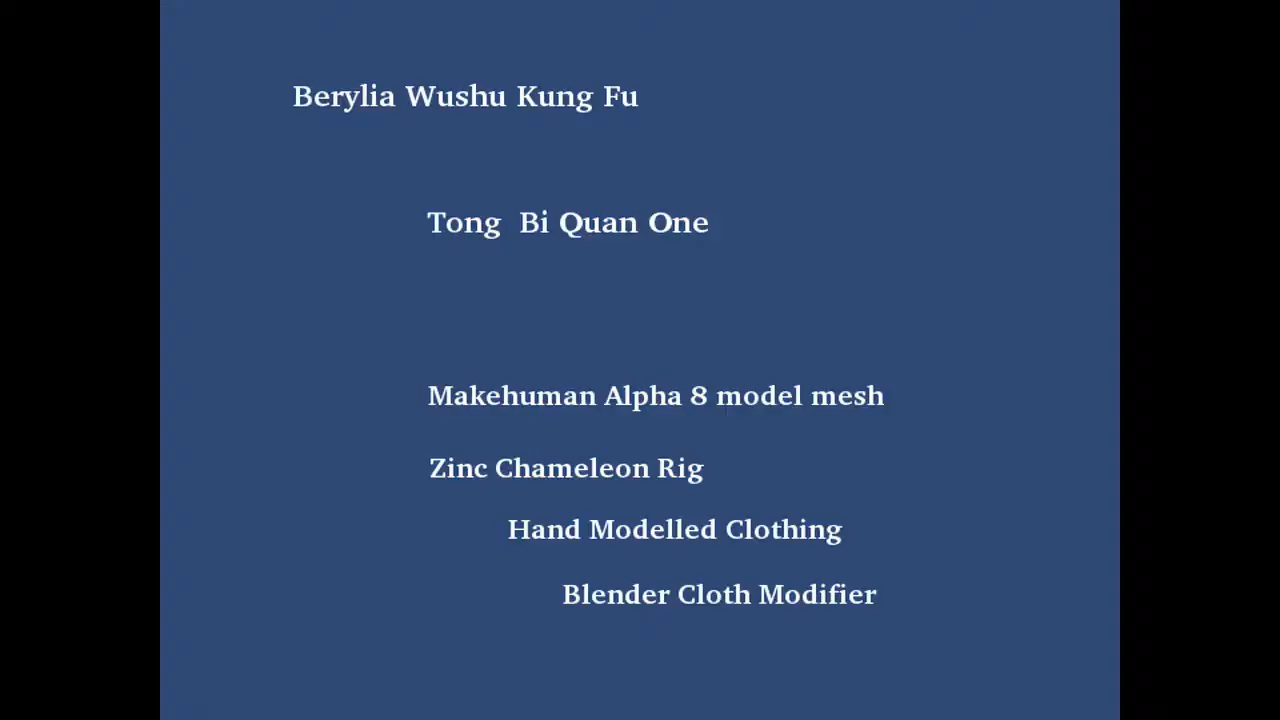 Berylia Wushu Kung Fu
Tong  Bi Quan One
Makehuman Alpha 8 model mesh
Zinc Chameleon Rig
Hand Modelled Clothing
Blender Cloth Modifier